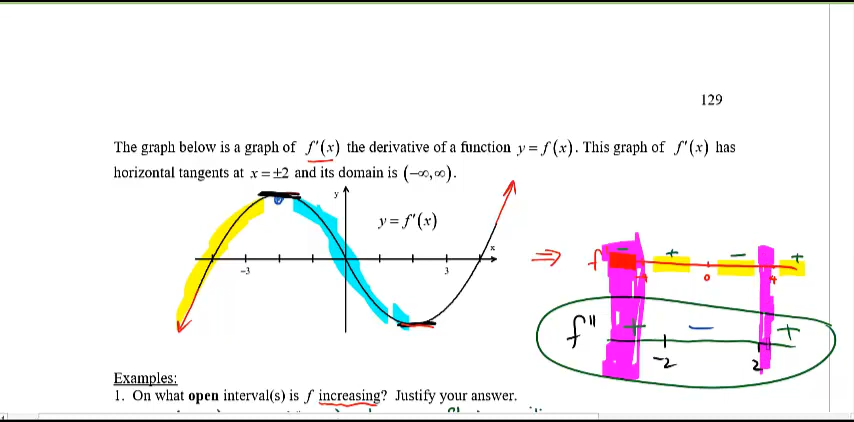 129
The graph below is a graph of f′(x) the derivative of a function y = f(x). This graph of f′(x) has
horizontal tangents at x = ±2 and its domain is (−∞,∞).
y
y = f′(x)
x
−3
3
⇒ f′ − + − +
-4 0 4
f" + − +
-2 2
Examples:
1. On what open interval(s) is f increasing? Justify your answer.